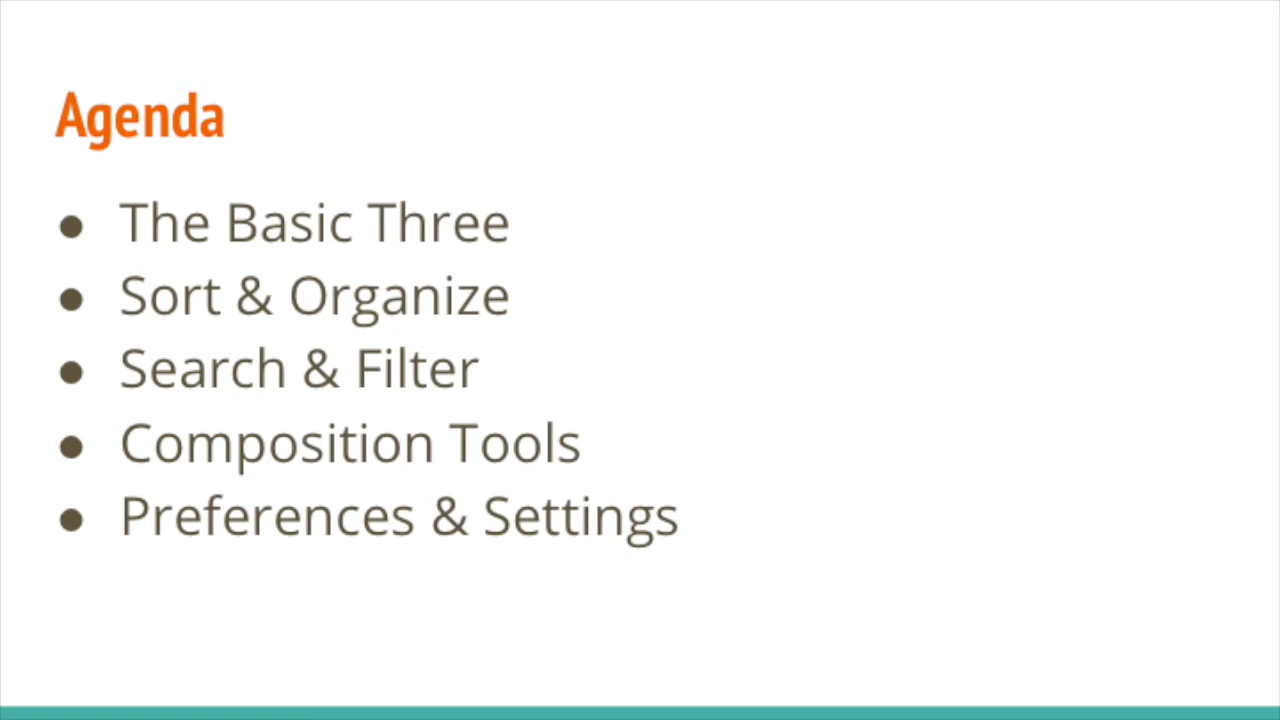 Agenda
● The Basic Three
● Sort & Organize
● Search & Filter
● Composition Tools
● Preferences & Settings